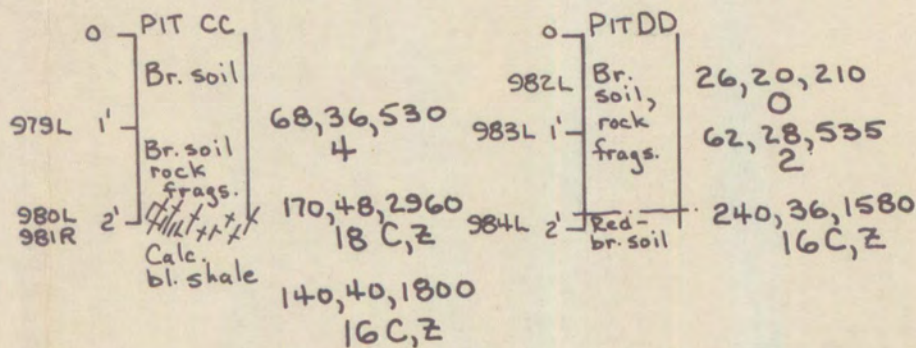 0 PIT CC
Br. soil
979L 1'
68,36,530
4
Br. soil
rock
frags.
980L 2'
981R
170,48,2960
18 C,Z
Calc.
bl. shale
140,40,1800
16 C,Z
0 PIT DD
982L
Br.
soil,
rock
frags.
26,20,210
0
983L 1'
62,28,535
2
984L 2'
Red-
br. soil
240,36,1580
16 C,Z